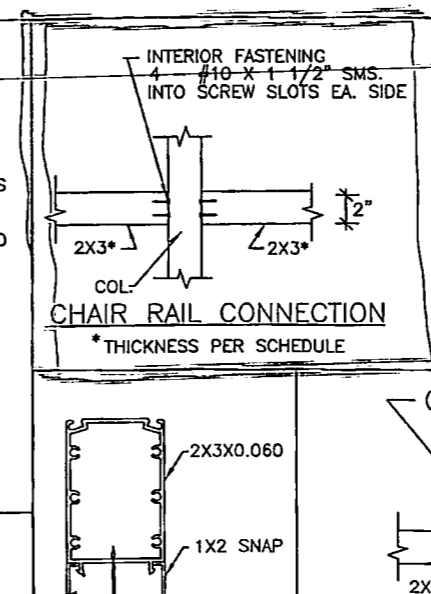 INTERIOR FASTENING
4 - #10 X 1 1/2" SMS.
INTO SCREW SLOTS EA. SIDE
S
2"
O
2X3*
2X3*
COL.
CHAIR RAIL CONNECTION
*THICKNESS PER SCHEDULE
2X3X0.060
1X2 SNAP
2X